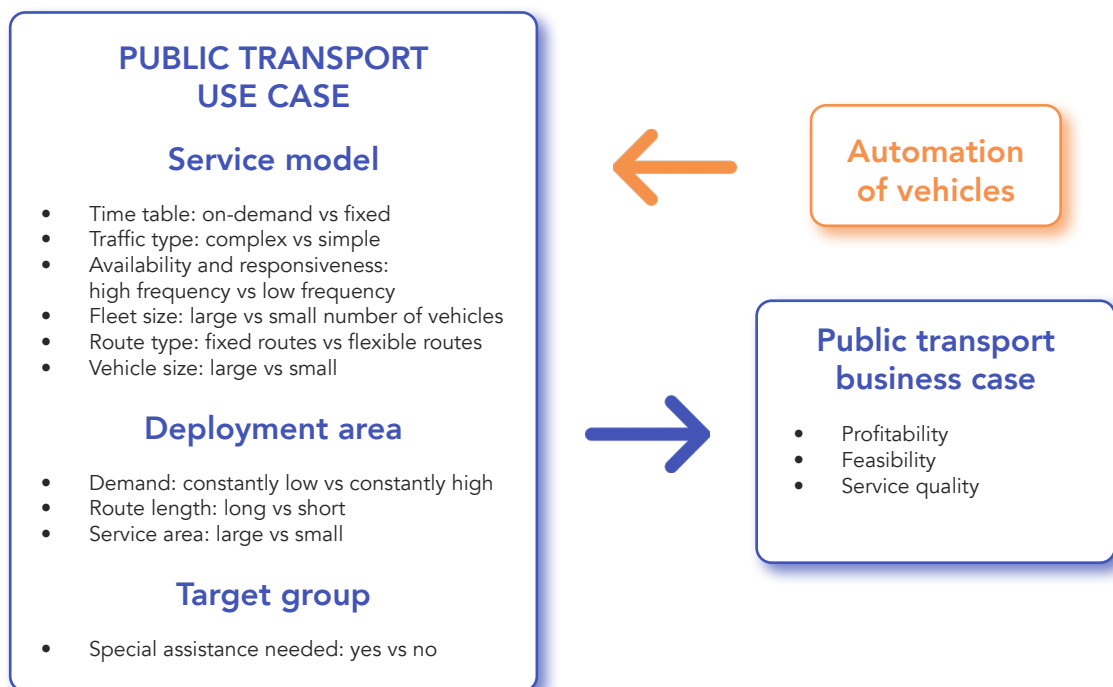 PUBLIC TRANSPORT
USE CASE
Service model
• Time table: on-demand vs fixed
• Traffic type: complex vs simple
• Availability and responsiveness:
high frequency vs low frequency
• Fleet size: large vs small number of vehicles
• Route type: fixed routes vs flexible routes
• Vehicle size: large vs small
Deployment area
• Demand: constantly low vs constantly high
• Route length: long vs short
• Service area: large vs small
Target group
• Special assistance needed: yes vs no
Automation
of vehicles
Public transport
business case
• Profitability
• Feasibility
• Service quality